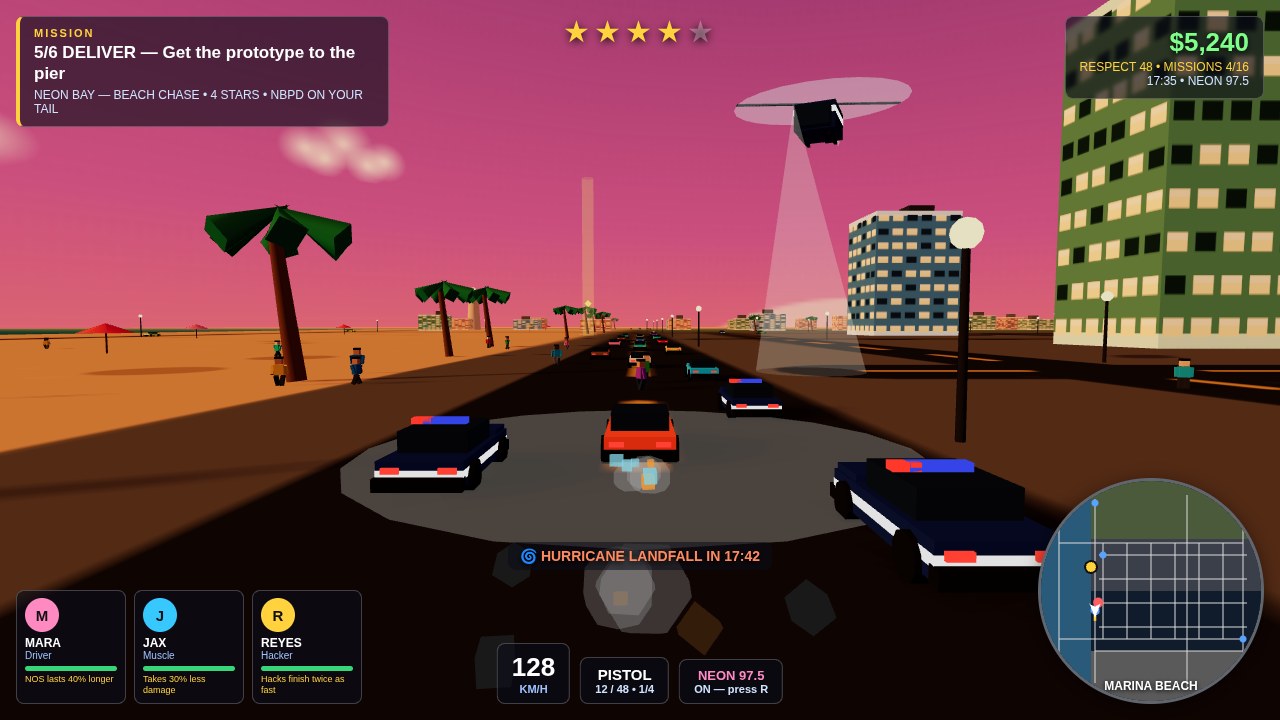 MISSION
5/6 DELIVER — Get the prototype to the
pier
NEON BAY — BEACH CHASE • 4 STARS • NBPD ON YOUR
TAIL
$5,240
RESPECT 48 • MISSIONS 4/16
17:35 • NEON 97.5
🌀 HURRICANE LANDFALL IN 17:42
M
MARA
Driver
NOS lasts 40% longer
J
JAX
Muscle
Takes 30% less
damage
R
REYES
Hacker
Hacks finish twice as
fast
128
KM/H
PISTOL
12 / 48 • 1/4
NEON 97.5
ON — press R
MARINA BEACH